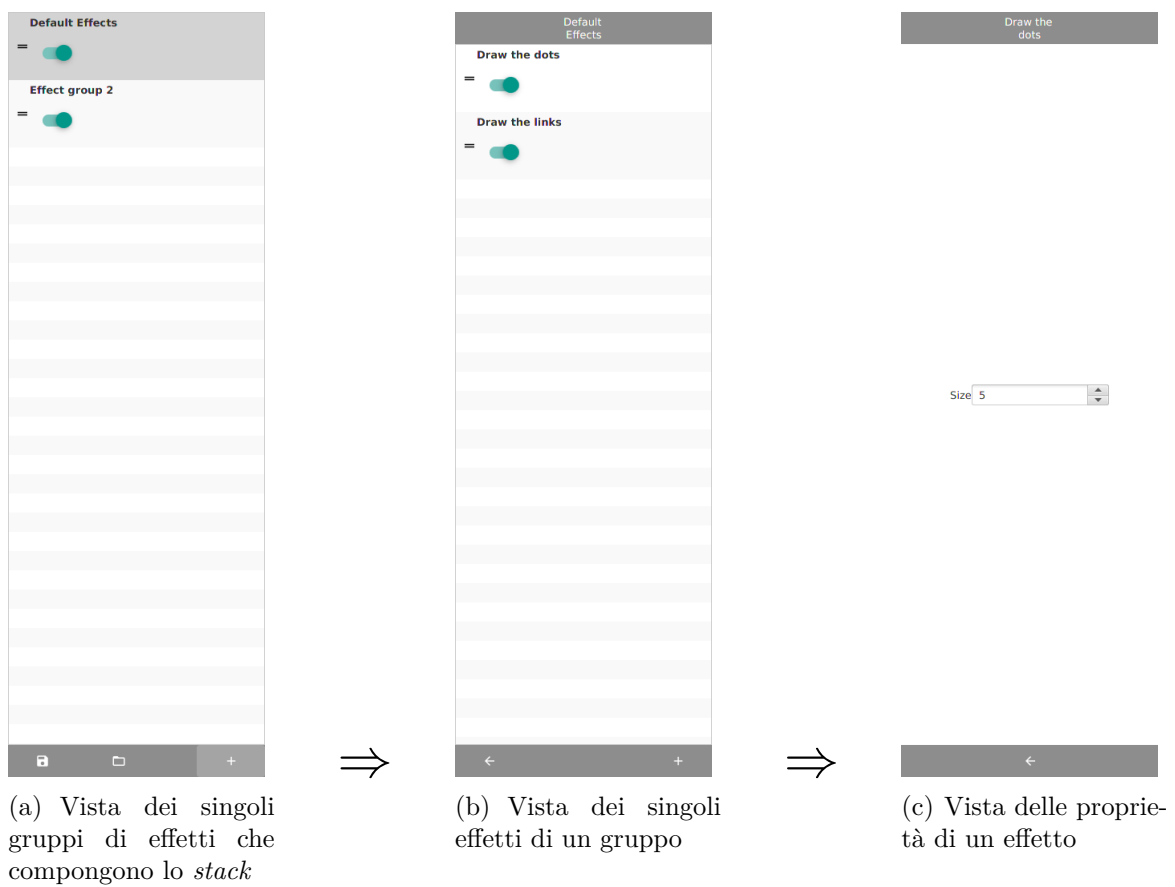 Default Effects
=
Effect group 2
=
+
(a) Vista dei singoli
gruppi di effetti che
compongono lo stack
⇒
Default
Effects
Draw the dots
=
Draw the links
=
← +
(b) Vista dei singoli
effetti di un gruppo
⇒
Draw the
dots
Size 5
←
(c) Vista delle proprie-
tà di un effetto